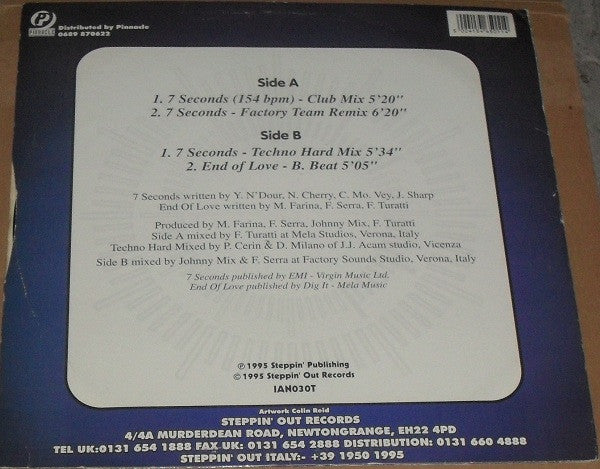 P
PINNACLE
Distributed by Pinnacle
0689 870622
Side A
1. 7 Seconds (154 bpm) - Club Mix 5'20"
2. 7 Seconds - Factory Team Remix 6'20"
Side B
1. 7 Seconds - Techno Hard Mix 5'34"
2. End of Love - B. Beat 5'05"
7 Seconds written by Y. N'Dour, N. Cherry, C. Mo. Vey, J. Sharp
End Of Love written by M. Farina, F. Serra, F. Turatti
Produced by M. Farina, F. Serra, Johnny Mix, F. Turatti
Side A mixed by F. Turatti at Mela Studios, Verona, Italy
Techno Hard Mixed by P. Cerin & D. Milano of J.J. Acam studio, Vicenza
Side B mixed by Johnny Mix & F. Serra at Factory Sounds Studio, Verona, Italy
7 Seconds published by EMI - Virgin Music Ltd.
End Of Love published by Dig It - Mela Music
℗ 1995 Steppin' Publishing
© 1995 Steppin' Out Records
IAN030T
Artwork Colin Reid
STEPPIN' OUT RECORDS
4/4A MURDERDEAN ROAD, NEWTONGRANGE, EH22 4PD
TEL UK:0131 654 1888 FAX UK: 0131 654 2888 DISTRIBUTION: 0131 660 4888
STEPPIN' OUT ITALY:- +39 1950 1995